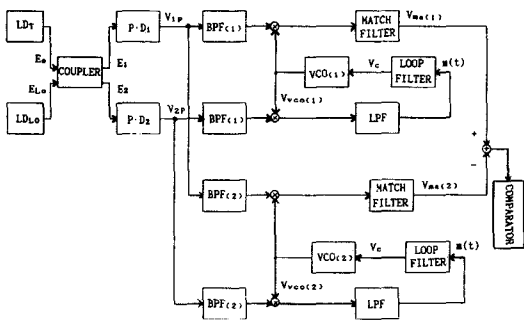 LDT
Eo
ELo
LDLO
COUPLER
E1
E2
P·D1
P·D2
V1P
V2P
BPF(1)
MATCH
FILTER
Vma(1)
VCO(1)
Vc
LOOP
FILTER
m(t)
Vvco(1)
BPF(1)
LPF
+
-
COMPARATOR
BPF(2)
MATCH
FILTER
Vma(2)
VCO(2)
Vc
LOOP
FILTER
m(t)
Vvco(2)
BPF(2)
LPF